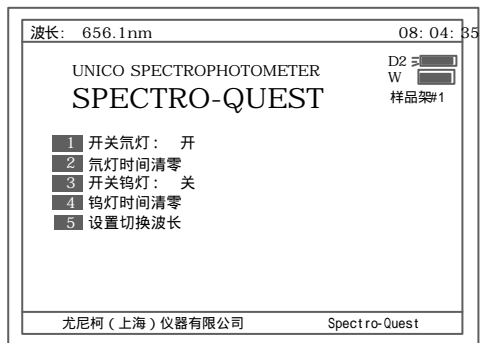 波长: 656.1nm 08: 04: 35
D2
UNICO SPECTROPHOTOMETER
W
SPECTRO-QUEST
样品架#1
1 开关氘灯: 开
2 氘灯时间清零
3 开关钨灯: 关
4 钨灯时间清零
5 设置切换波长
尤尼柯(上海)仪器有限公司 Spectro-Quest